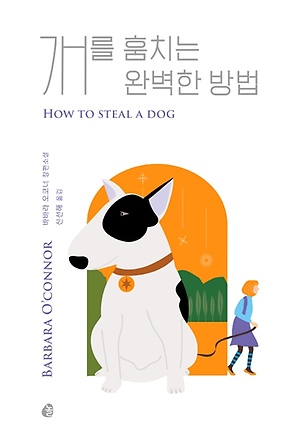 개를 훔치는
완벽한 방법
HOW TO STEAL A DOG
바바라 오코너 장편소설
신선해 옮김
BARBARA O'CONNOR